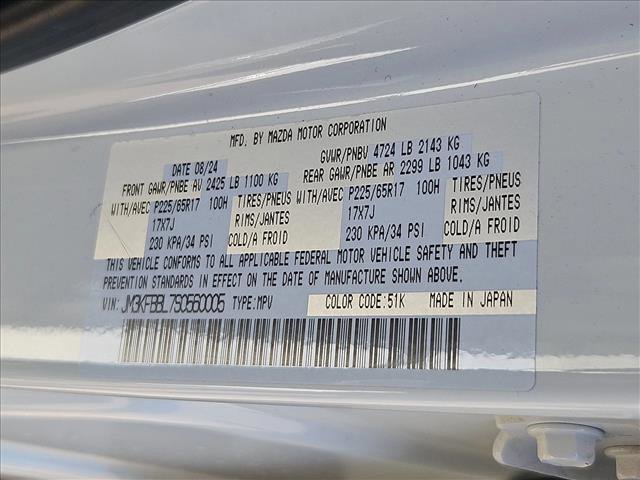 MFD. BY MAZDA MOTOR CORPORATION
DATE 08/24 GVWR/PNBV 4724 LB 2143 KG
FRONT GAWR/PNBE AV 2425 LB 1100 KG REAR GAWR/PNBE AR 2299 LB 1043 KG
WITH/AVEC P225/65R17 100H TIRES/PNEUS WITH/AVEC P225/65R17 100H TIRES/PNEUS
17X7J RIMS/JANTES 17X7J RIMS/JANTES
230 KPA/34 PSI COLD/A FROID 230 KPA/34 PSI COLD/A FROID
THIS VEHICLE CONFORMS TO ALL APPLICABLE FEDERAL MOTOR VEHICLE SAFETY AND THEFT
PREVENTION STANDARDS IN EFFECT ON THE DATE OF MANUFACTURE SHOWN ABOVE.
VIN: JM3KFBBL7S0560005 TYPE: MPV COLOR CODE: 51K MADE IN JAPAN